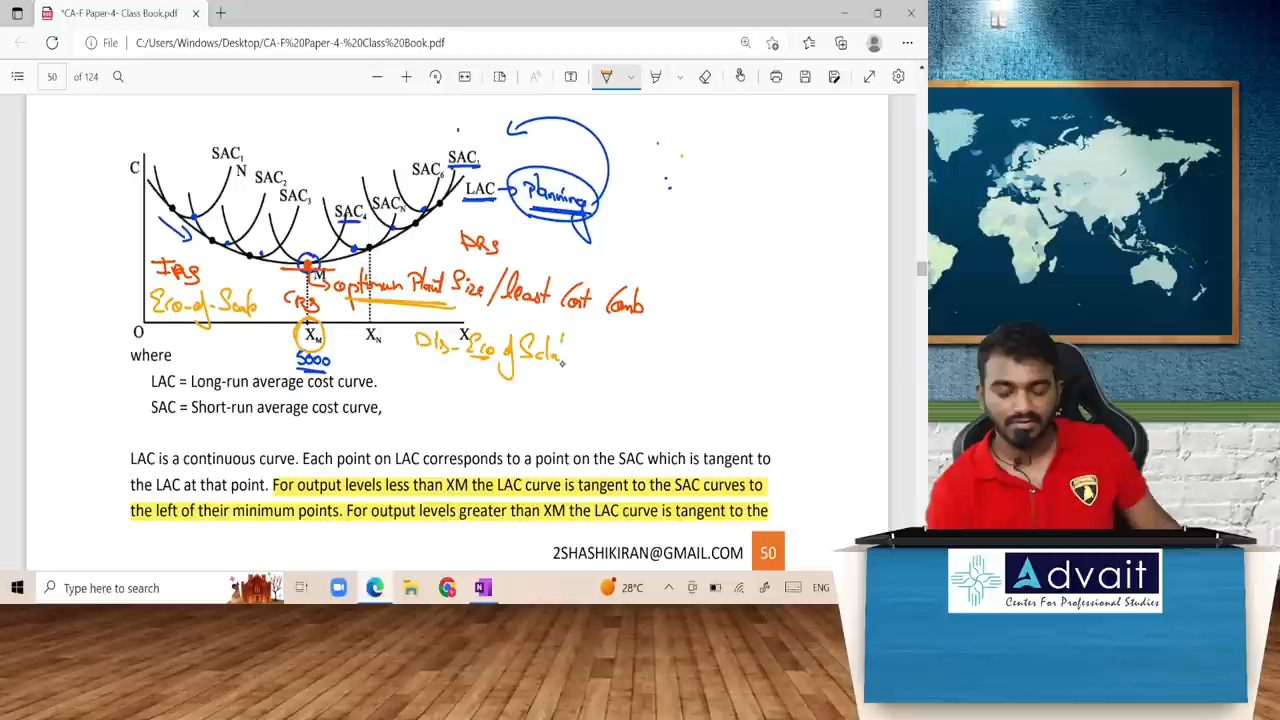 *CA-F Paper-4- Class Book.pdf
File C:/Windows/Desktop/CA-F%20Paper-4-%20Class%20Book.pdf
50 of 124
C
SAC1
N
SAC2
SAC3
SAC4
SACN
SAC6
SAC1
LAC
Planning
DRS
IRS
Eco-of-Scale
CRS
M
optimum Plant Size/least Cost Comb
O
XM
XN
X
5000
Dis-Eco of Scla
where
LAC = Long-run average cost curve.
SAC = Short-run average cost curve,
LAC is a continuous curve. Each point on LAC corresponds to a point on the SAC which is tangent to
the LAC at that point. For output levels less than XM the LAC curve is tangent to the SAC curves to
the left of their minimum points. For output levels greater than XM the LAC curve is tangent to the
2SHASHIKIRAN@GMAIL.COM 50
Type here to search
28°C
ENG
Advait
Center For Professional Studies